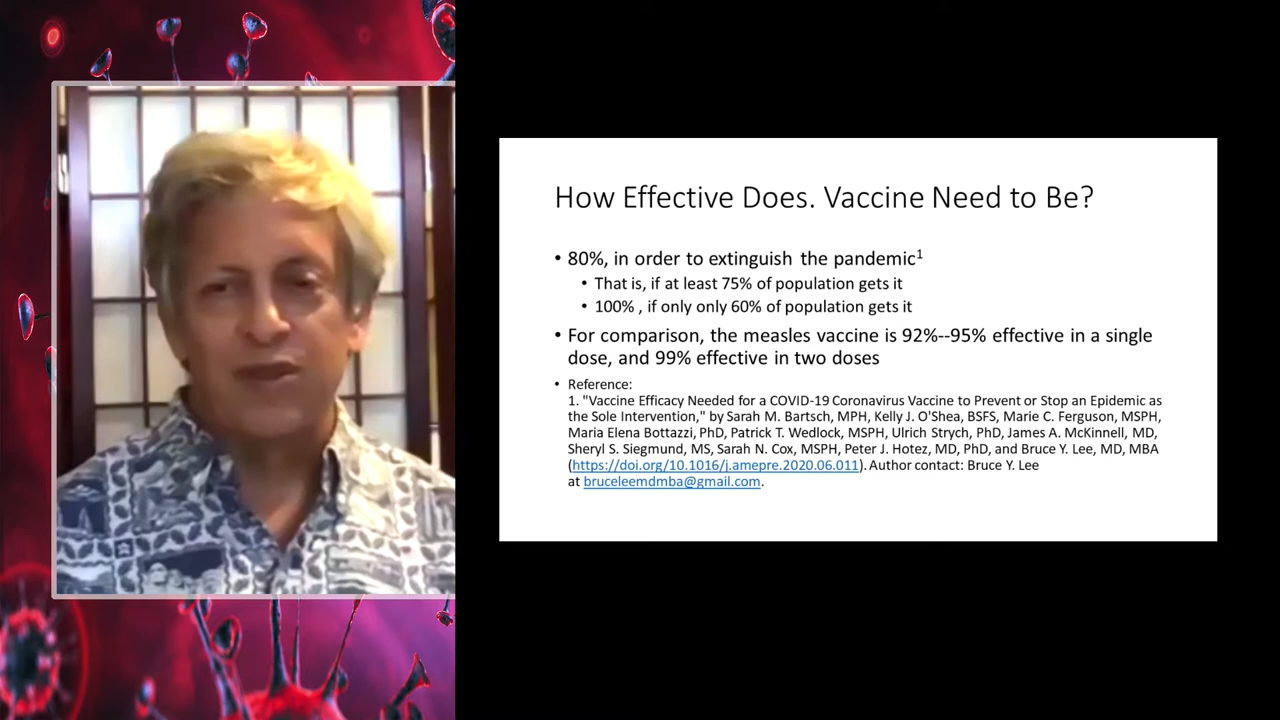 How Effective Does. Vaccine Need to Be?
• 80%, in order to extinguish the pandemic¹
• That is, if at least 75% of population gets it
• 100% , if only only 60% of population gets it
• For comparison, the measles vaccine is 92%--95% effective in a single
dose, and 99% effective in two doses
• Reference:
1. "Vaccine Efficacy Needed for a COVID-19 Coronavirus Vaccine to Prevent or Stop an Epidemic as
the Sole Intervention," by Sarah M. Bartsch, MPH, Kelly J. O'Shea, BSFS, Marie C. Ferguson, MSPH,
Maria Elena Bottazzi, PhD, Patrick T. Wedlock, MSPH, Ulrich Strych, PhD, James A. McKinnell, MD,
Sheryl S. Siegmund, MS, Sarah N. Cox, MSPH, Peter J. Hotez, MD, PhD, and Bruce Y. Lee, MD, MBA
(https://doi.org/10.1016/j.amepre.2020.06.011). Author contact: Bruce Y. Lee
at bruceleemdmba@gmail.com.